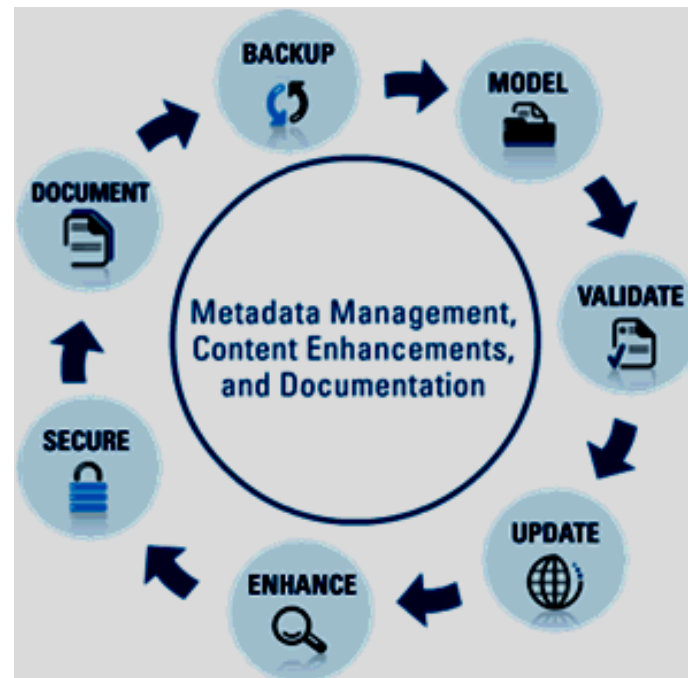 BACKUP
MODEL
VALIDATE
UPDATE
ENHANCE
SECURE
DOCUMENT
Metadata Management,
Content Enhancements,
and Documentation